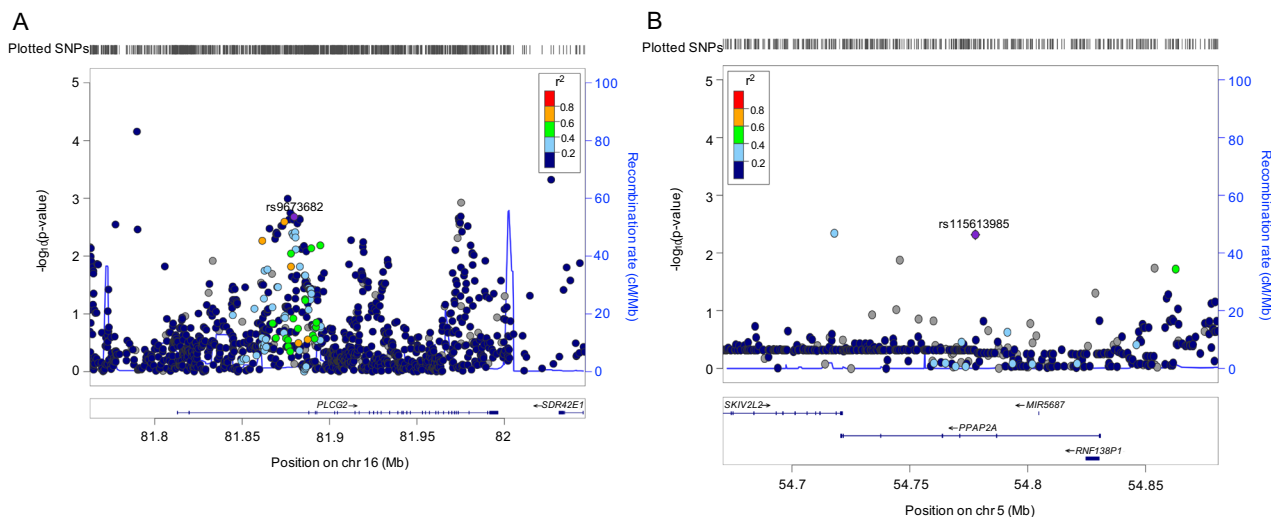 A
B
Plotted SNPs
Plotted SNPs
r2
0.8
0.6
0.4
0.2
rs9673682
-log10(p-value)
5
4
3
2
1
0
100
80
60
40
20
0
Recombination rate (cM/Mb)
PLCG2→
←SDR42E1
81.8
81.85
81.9
81.95
82
Position on chr 16 (Mb)
r2
0.8
0.6
0.4
0.2
rs115613985
-log10(p-value)
5
4
3
2
1
0
100
80
60
40
20
0
Recombination rate (cM/Mb)
SKIV2L2→
←MIR5687
←PPAP2A
←RNF138P1
54.7
54.75
54.8
54.85
Position on chr 5 (Mb)